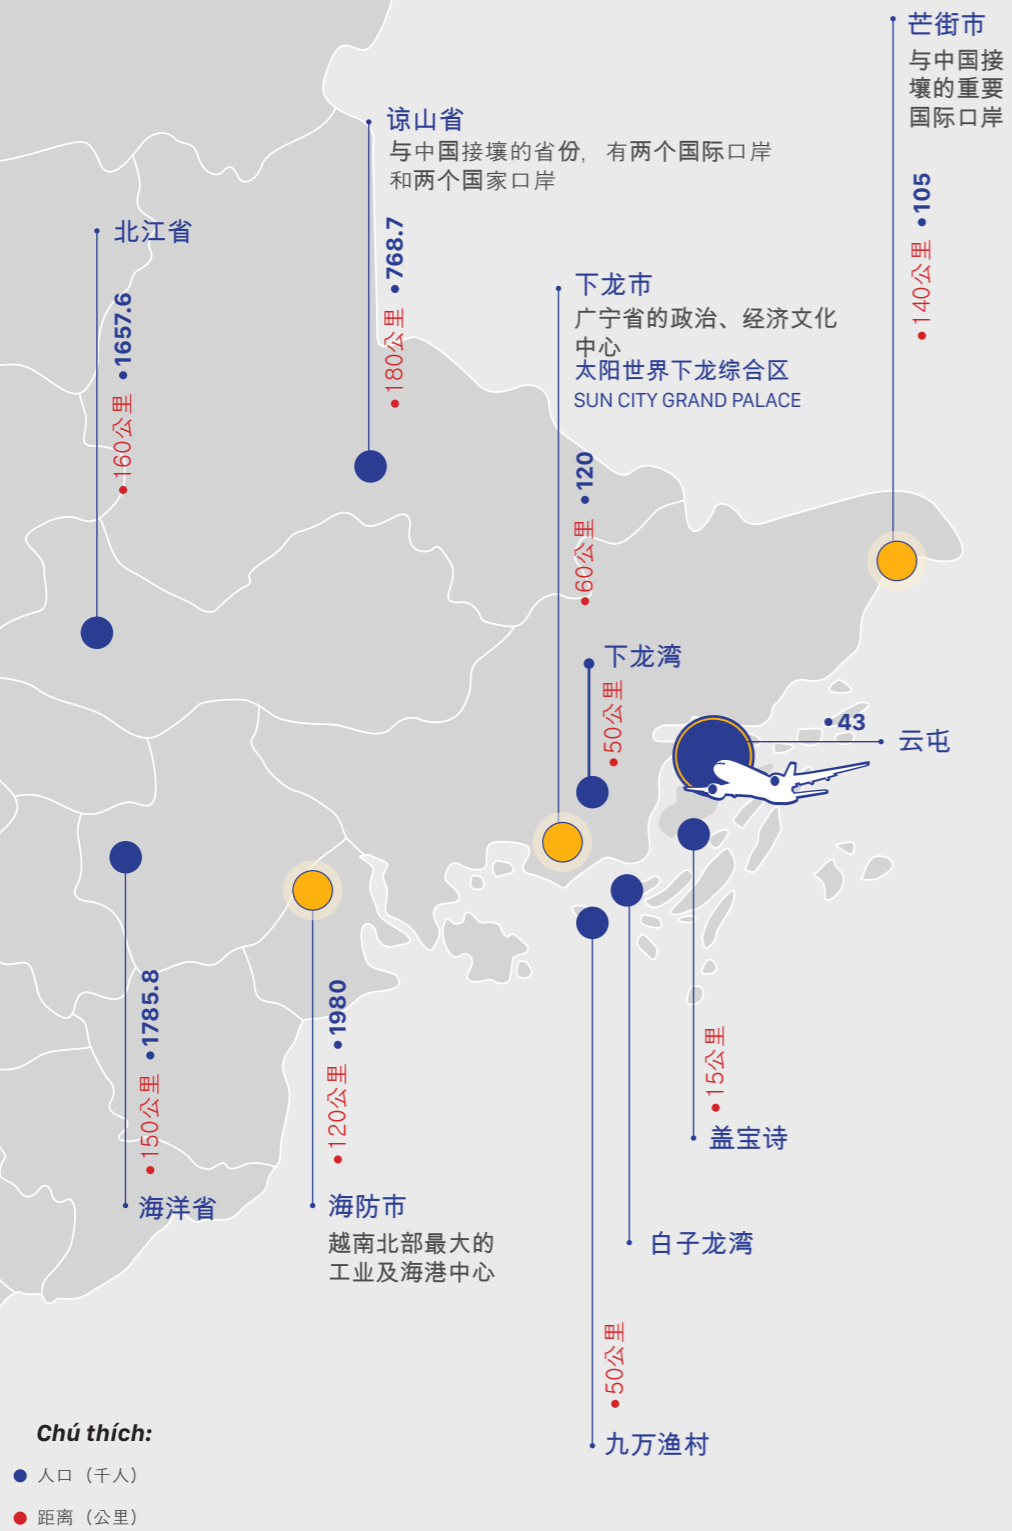 芒街市
与中国接
壤的重要
国际口岸
•105
•140公里
谅山省
与中国接壤的省份, 有两个国际口岸
和两个国家口岸
•768.7
•180公里
北江省
•1657.6
•160公里
下龙市
广宁省的政治、经济文化
中心
太阳世界下龙综合区
SUN CITY GRAND PALACE
•120
•60公里
下龙湾
•50公里
•43
云屯
•1785.8
•150公里
海洋省
•1980
•120公里
海防市
越南北部最大的
工业及海港中心
•15公里
盖宝诗
白子龙湾
•50公里
九万渔村
Chú thích:
人口（千人）
距离（公里）